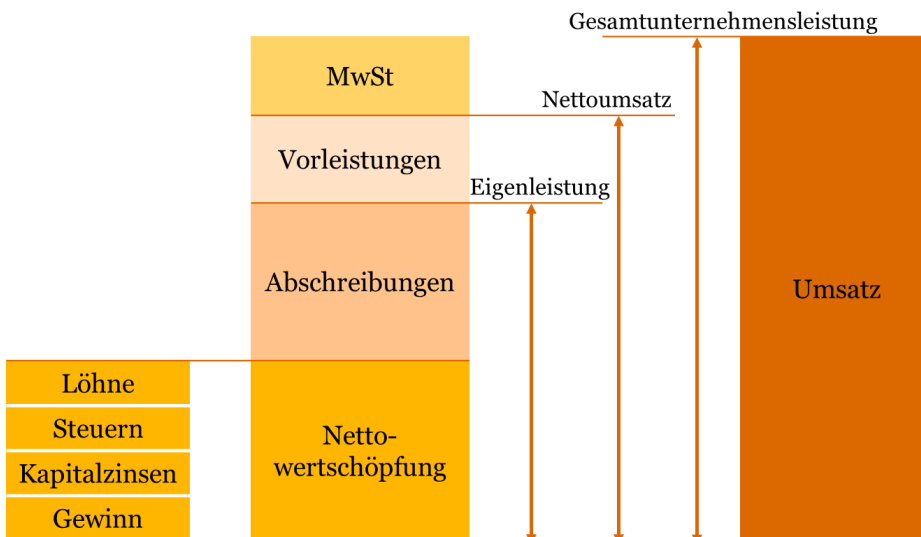 Gesamtunternehmensleistung
MwSt
Nettoumsatz
Vorleistungen
Eigenleistung
Abschreibungen
Umsatz
Löhne
Steuern
Kapitalzinsen
Gewinn
Netto-
wertschöpfung